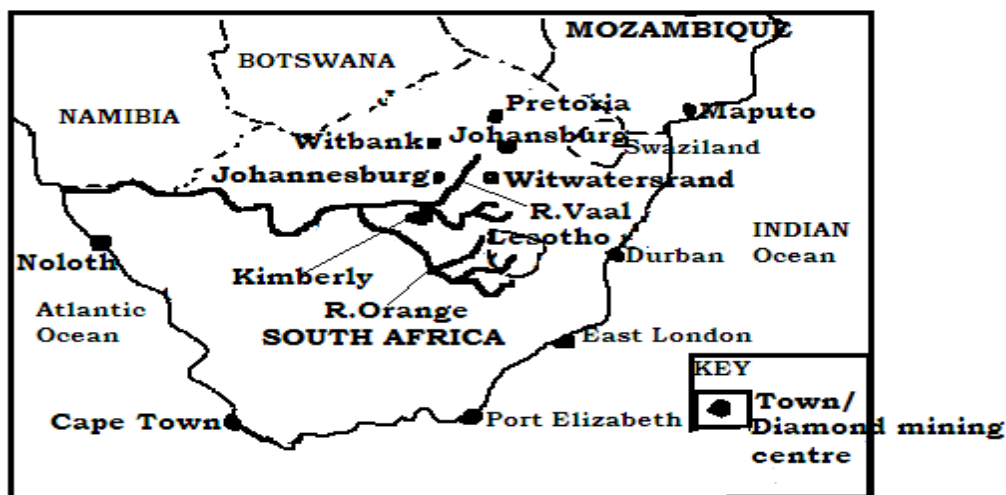 MOZAMBIQUE
BOTSWANA
Pretoria
Maputo
NAMIBIA
Witbank
Johansburg
Swaziland
Johannesburg
Witwatersrand
R.Vaal
Lesotho
INDIAN
Ocean
Noloth
Kimberly
Durban
R.Orange
Atlantic
Ocean
SOUTH AFRICA
East London
KEY
Town/
Diamond mining
centre
Cape Town
Port Elizabeth